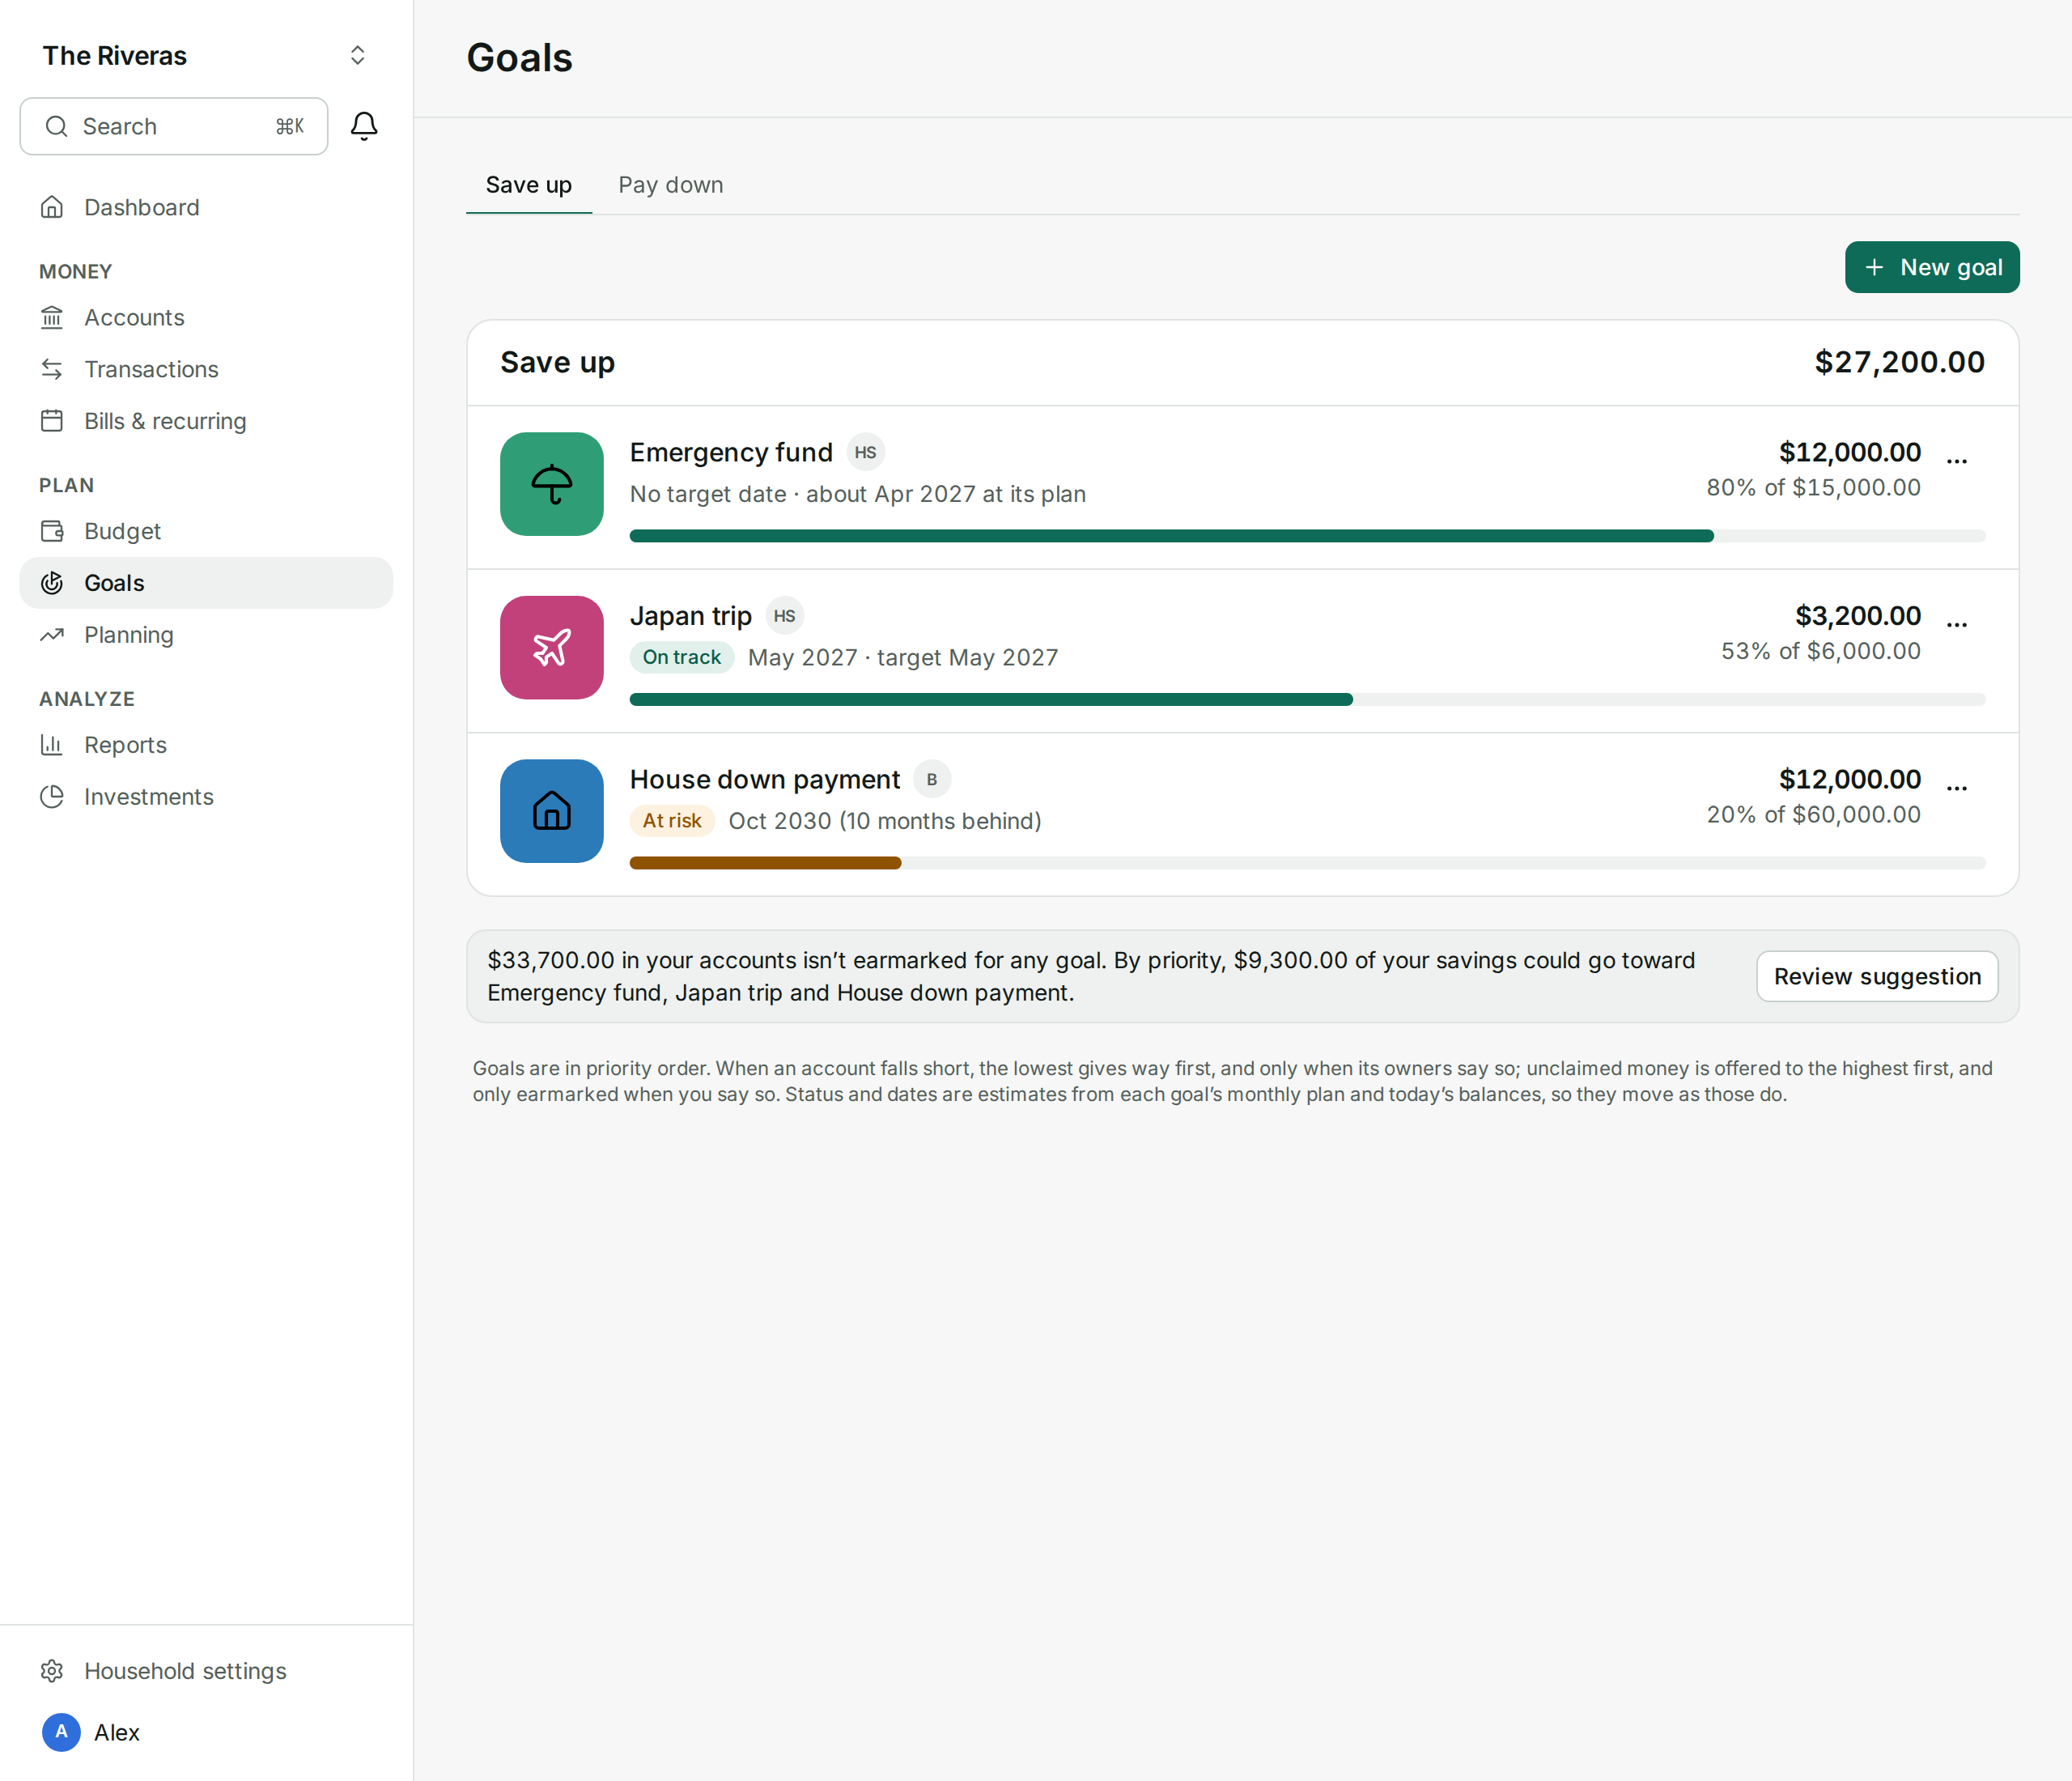 The Riveras
Search ⌘K
Dashboard
MONEY
Accounts
Transactions
Bills & recurring
PLAN
Budget
Goals
Planning
ANALYZE
Reports
Investments
Household settings
A Alex
Goals
Save up Pay down
New goal
Save up $27,200.00
Emergency fund HS $12,000.00
No target date · about Apr 2027 at its plan 80% of $15,000.00
Japan trip HS $3,200.00
On track May 2027 · target May 2027 53% of $6,000.00
House down payment B $12,000.00
At risk Oct 2030 (10 months behind) 20% of $60,000.00
$33,700.00 in your accounts isn’t earmarked for any goal. By priority, $9,300.00 of your savings could go toward
Emergency fund, Japan trip and House down payment.
Review suggestion
Goals are in priority order. When an account falls short, the lowest gives way first, and only when its owners say so; unclaimed money is offered to the highest first, and
only earmarked when you say so. Status and dates are estimates from each goal’s monthly plan and today’s balances, so they move as those do.